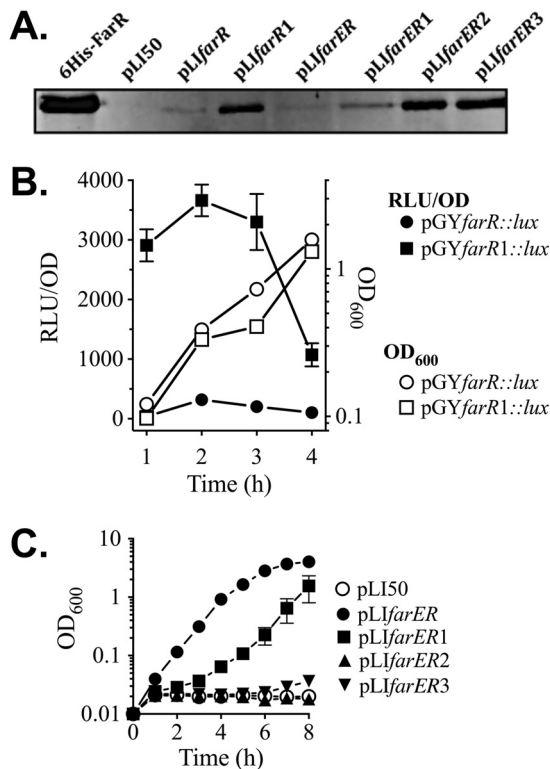 A.
6His-FarR
pLI50
pLIfarR
pLIfarR1
pLIfarER
pLIfarER1
pLIfarER2
pLIfarER3
B.
4000
3000
2000
1000
0
RLU/OD
1
0.1
OD600
1 2 3 4
Time (h)
RLU/OD
pGYfarR::lux
pGYfarR1::lux
OD600
pGYfarR::lux
pGYfarR1::lux
C.
10
1
0.1
0.01
OD600
0 2 4 6 8
Time (h)
pLI50
pLIfarER
pLIfarER1
pLIfarER2
pLIfarER3